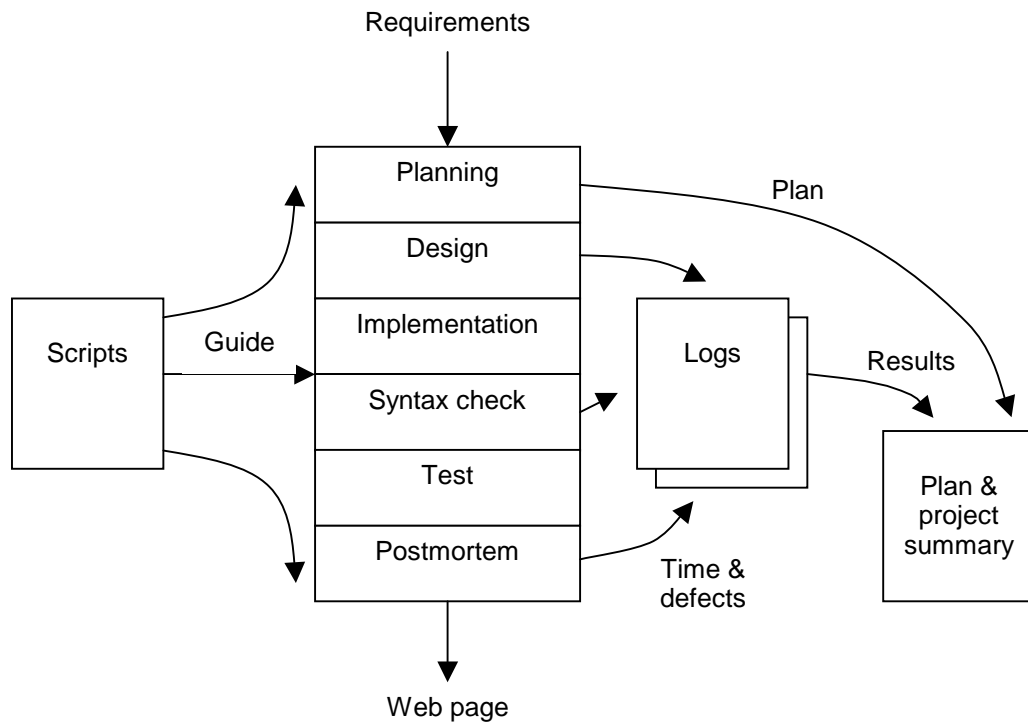 Requirements
Planning
Plan
Design
Implementation
Scripts
Guide
Logs
Results
Syntax check
Test
Plan &
project
summary
Postmortem
Time &
defects
Web page